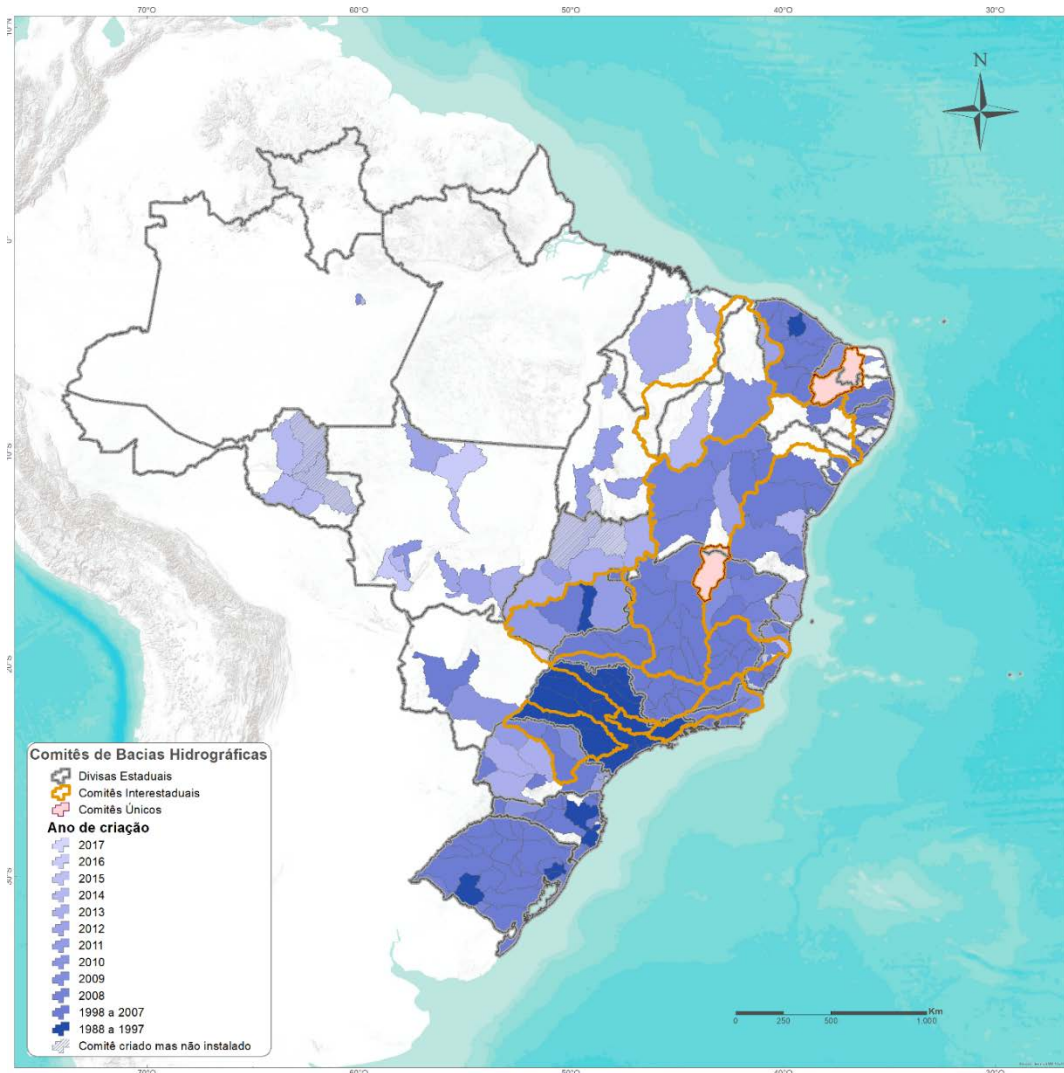 70°O 60°O 50°O 40°O 30°O
10°N
N
0°
10°S
20°S
30°S
Comitês de Bacias Hidrográficas
Divisas Estaduais
Comitês Interestaduais
Comitês Únicos
Ano de criação
2017
2016
2015
2014
2013
2012
2011
2010
2009
2008
1998 a 2007
1988 a 1997
Comitê criado mas não instalado
Km
0 250 500 1.000
70°O 60°O 50°O 40°O 30°O